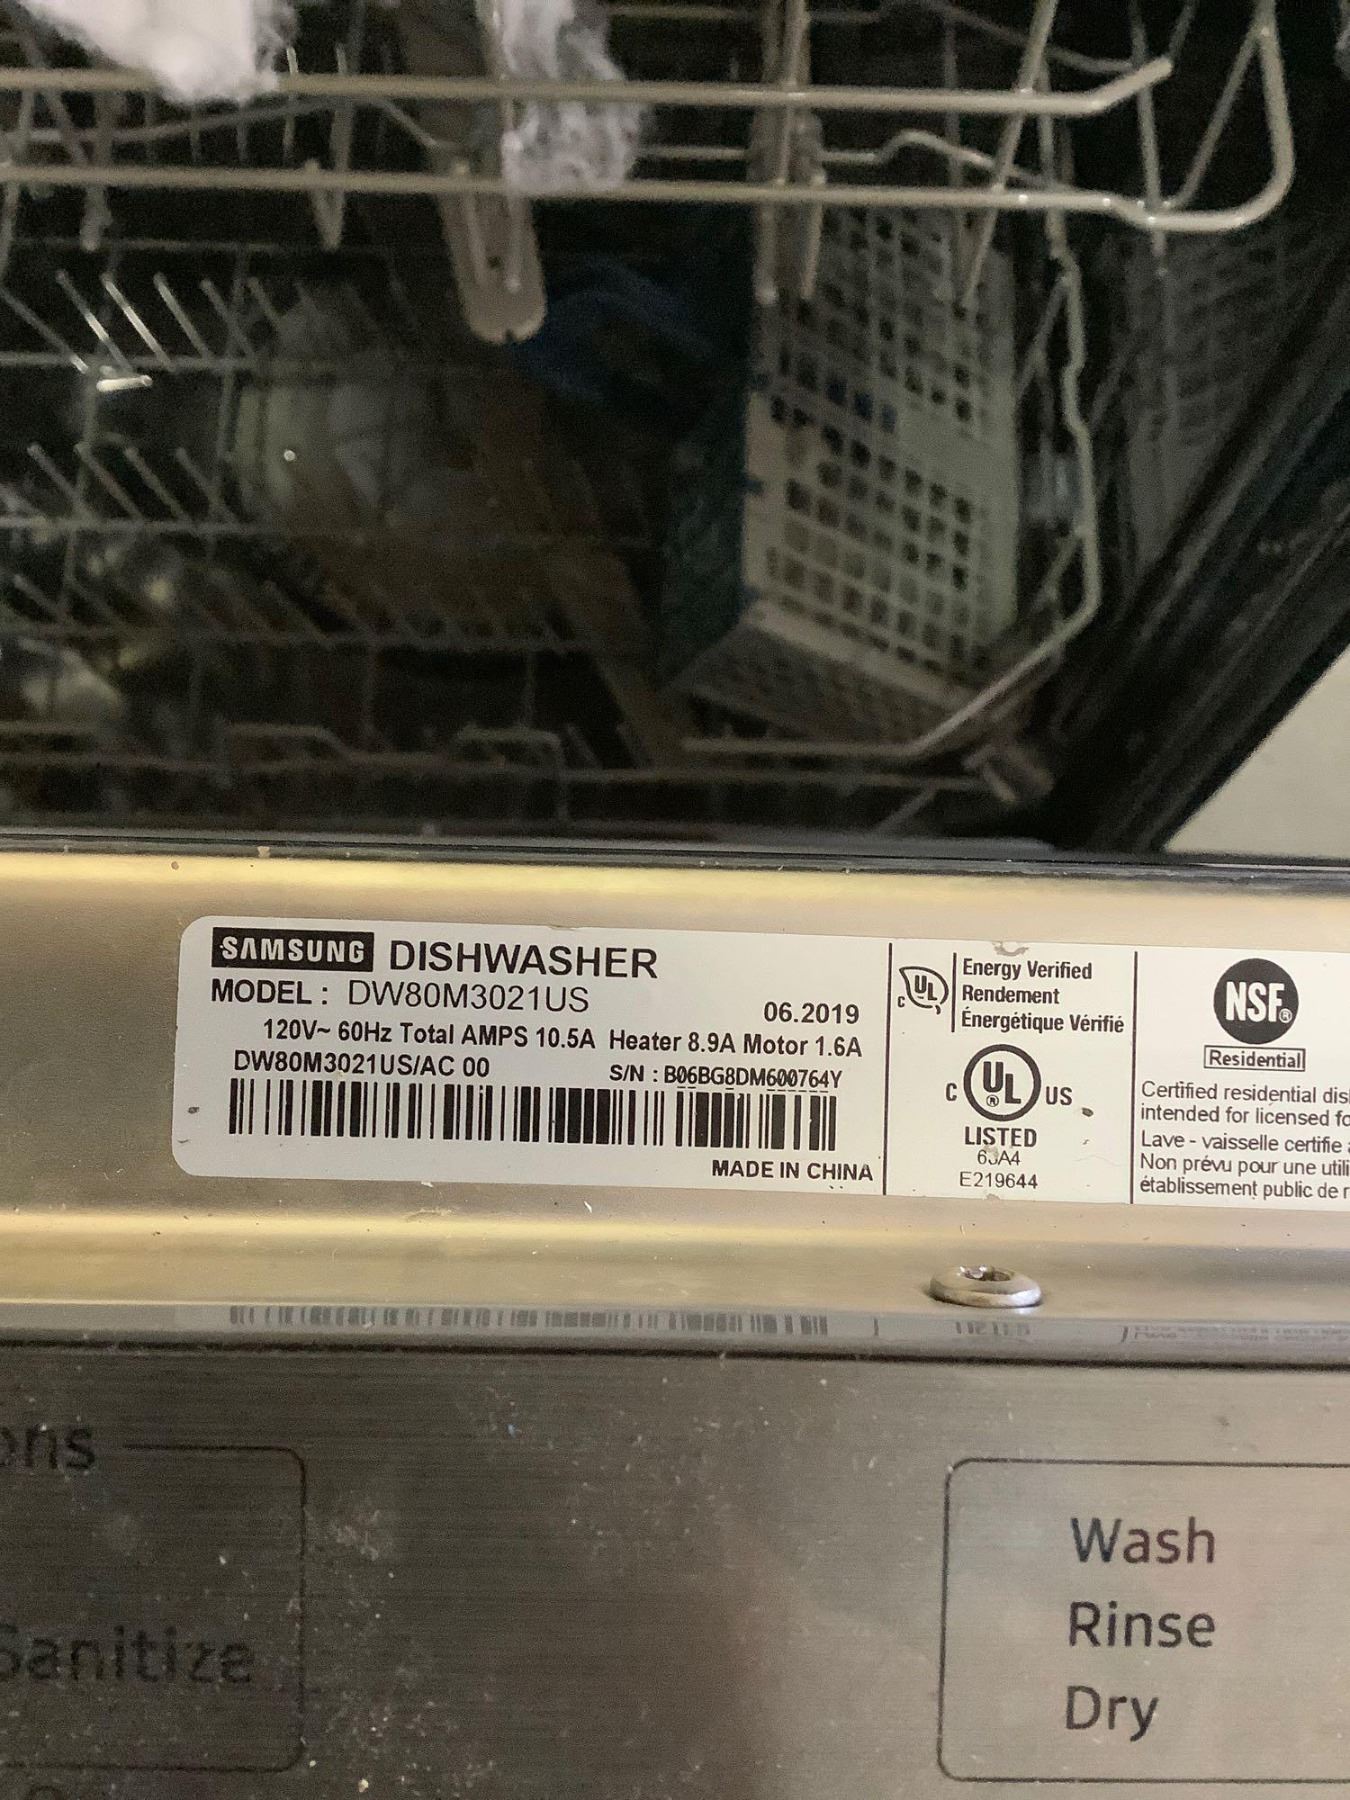 SAMSUNG DISHWASHER
MODEL : DW80M3021US
06.2019
120V~ 60Hz Total AMPS 10.5A Heater 8.9A Motor 1.6A
DW80M3021US/AC 00
S/N : B06BG8DM600764Y
MADE IN CHINA
C UL
Energy Verified
Rendement
Énergétique Vérifié
C UL® US
LISTED
E219644
NSF®
Residential
Certified residential
intended for licensed
Lave - vaisselle certifie
Non prévu pour une
établissement public de
Sanitize
Wash
Rinse
Dry